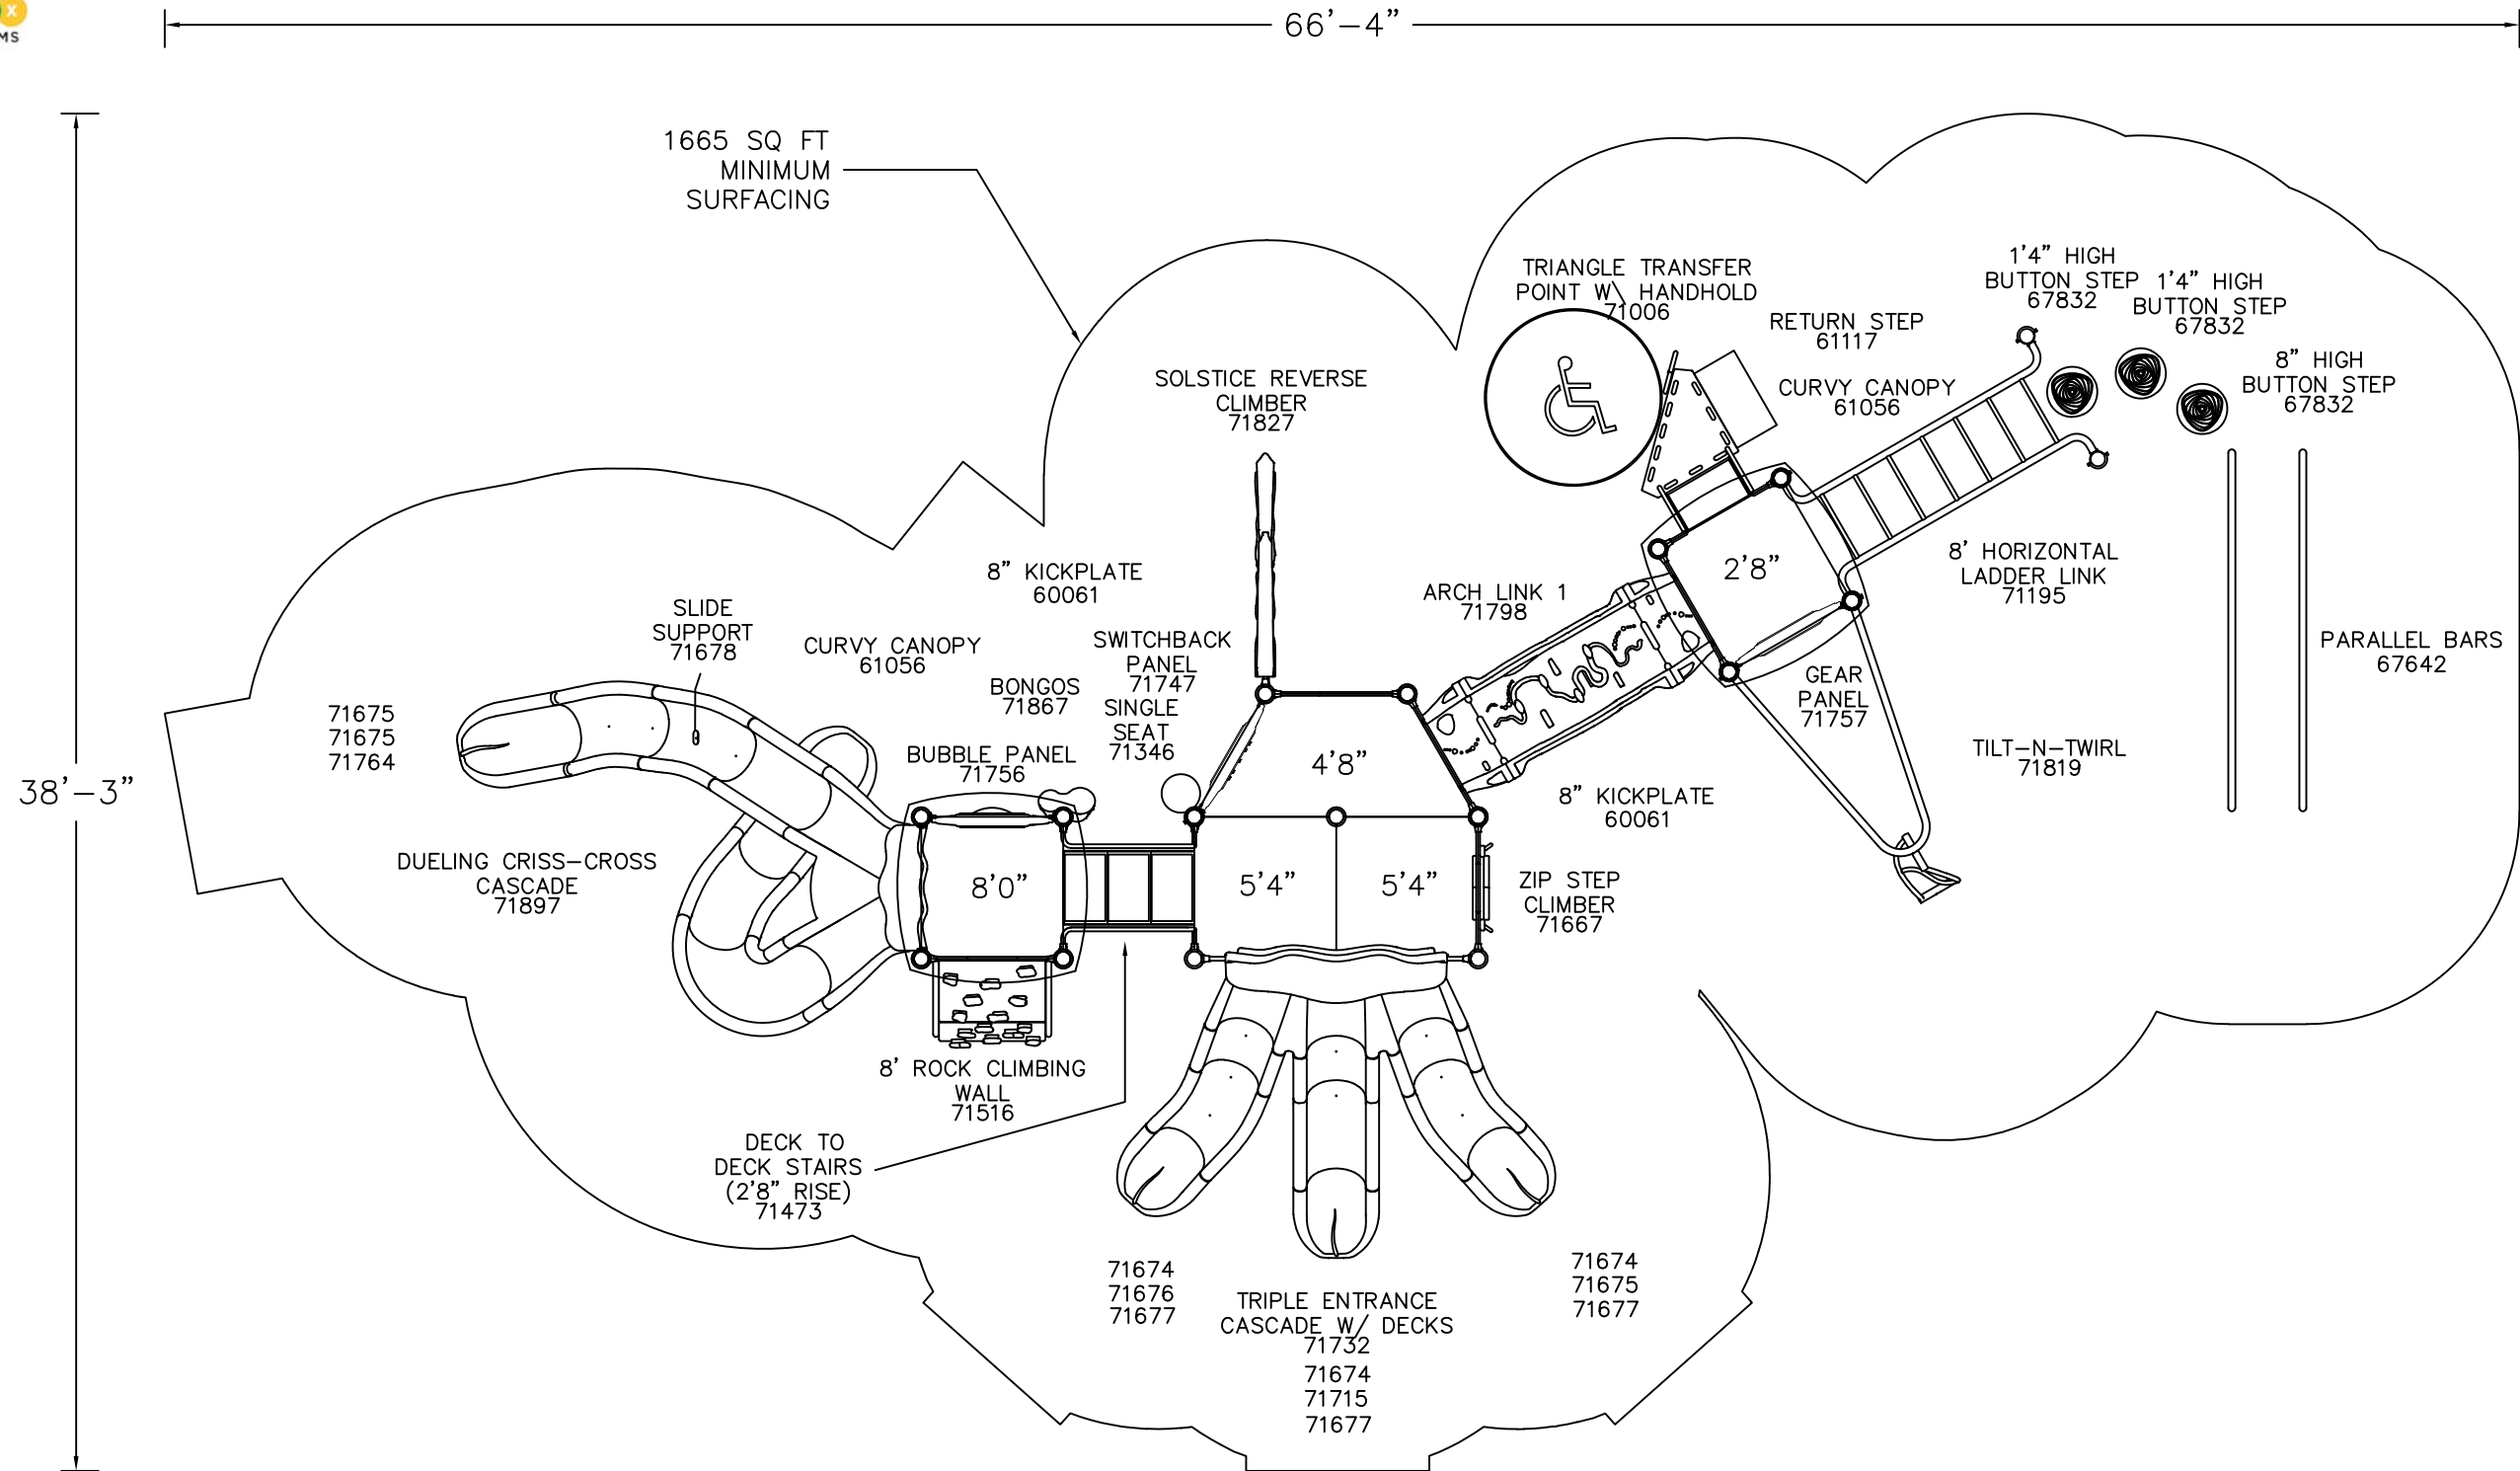 X
MS
66'-4"
1665 SQ FT
MINIMUM
SURFACING
38'-3"
TRIANGLE TRANSFER
POINT W\ HANDHOLD
71006
RETURN STEP
61117
CURVY CANOPY
61056
1'4" HIGH
BUTTON STEP
67832
1'4" HIGH
BUTTON STEP
67832
8" HIGH
BUTTON STEP
67832
SOLSTICE REVERSE
CLIMBER
71827
8" KICKPLATE
60061
ARCH LINK 1
71798
2'8"
8' HORIZONTAL
LADDER LINK
71195
PARALLEL BARS
67642
SLIDE
SUPPORT
71678
CURVY CANOPY
61056
SWITCHBACK
PANEL
71747
SINGLE
SEAT
71346
BONGOS
71867
BUBBLE PANEL
71756
GEAR
PANEL
71757
TILT-N-TWIRL
71819
71675
71675
71764
4'8"
8" KICKPLATE
60061
DUELING CRISS-CROSS
CASCADE
71897
8'0"
5'4"
5'4"
ZIP STEP
CLIMBER
71667
8' ROCK CLIMBING
WALL
71516
DECK TO
DECK STAIRS
(2'8" RISE)
71473
71674
71676
71677
TRIPLE ENTRANCE
CASCADE W/ DECKS
71732
71674
71715
71677
71674
71675
71677